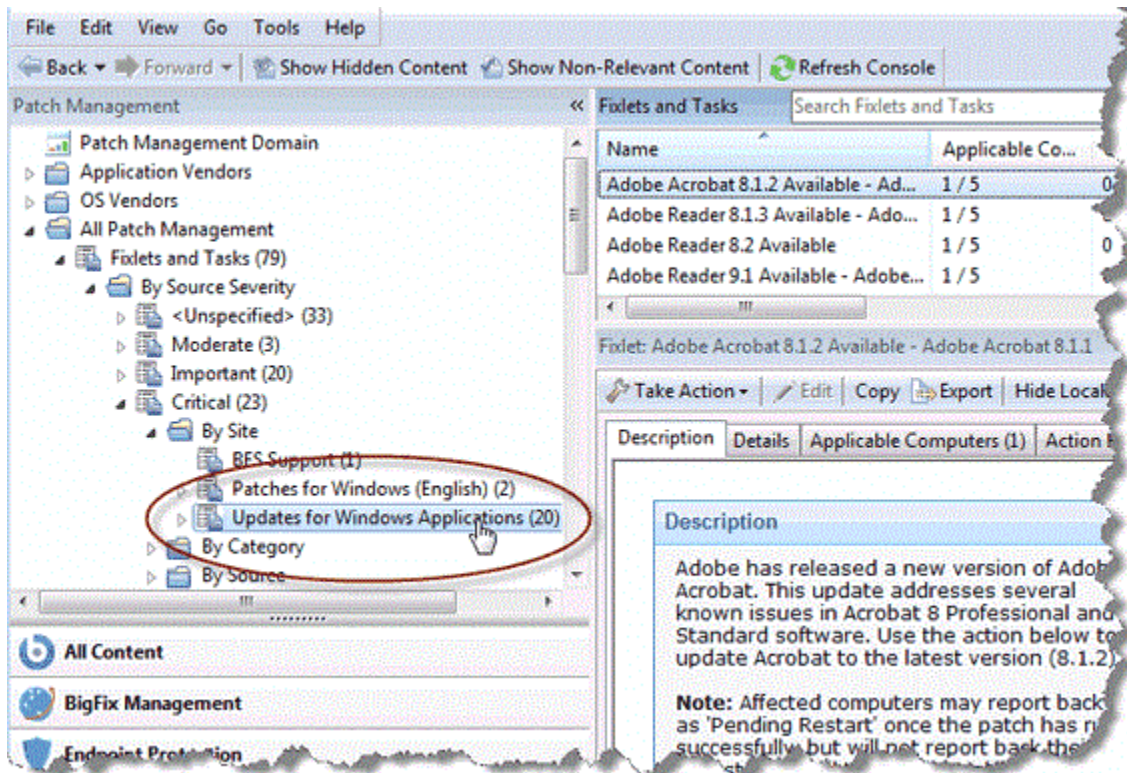 File Edit View Go Tools Help
Back Forward Show Hidden Content Show Non-Relevant Content Refresh Console
Patch Management «
Patch Management Domain
Application Vendors
OS Vendors
All Patch Management
Fixlets and Tasks (79)
By Source Severity
<Unspecified> (33)
Moderate (3)
Important (20)
Critical (23)
By Site
BES Support (1)
Patches for Windows (English) (2)
Updates for Windows Applications (20)
By Category
By Source
All Content
BigFix Management
Endpoint Protection
Fixlets and Tasks Search Fixlets and Tasks
Name Applicable Co...
Adobe Acrobat 8.1.2 Available - Ad... 1 / 5 0
Adobe Reader 8.1.3 Available - Ado... 1 / 5
Adobe Reader 8.2 Available 1 / 5 0
Adobe Reader 9.1 Available - Adobe... 1 / 5
Fixlet: Adobe Acrobat 8.1.2 Available - Adobe Acrobat 8.1.1
Take Action Edit Copy Export Hide Local
Description Details Applicable Computers (1) Action
Description
Adobe has released a new version of Adob
Acrobat. This update addresses several
known issues in Acrobat 8 Professional and
Standard software. Use the action below to
update Acrobat to the latest version (8.1.2)
Note: Affected computers may report back
as 'Pending Restart' once the patch has
successfully but will not report back